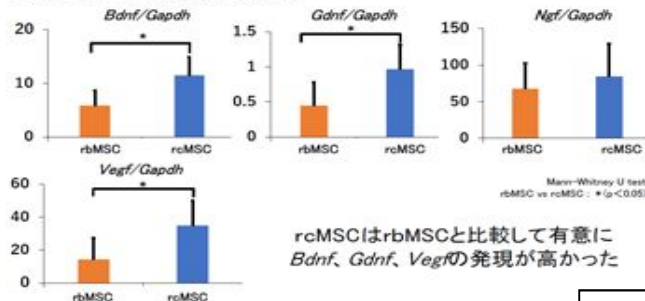 Bdnf/Gapdh
*
20
10
0
rbMSC rcMSC
Gdnf/Gapdh
*
1.5
1
0.5
0
rbMSC rcMSC
Ngf/Gapdh
150
100
50
0
rbMSC rcMSC
Vegf/Gapdh
*
60
40
20
0
rbMSC rcMSC
Mann-Whitney U test
rbMSC vs rcMSC : *(p<0.05)
rcMSCはrbMSCと比較して有意に
Bdnf、Gdnf、Vegfの発現が高かった